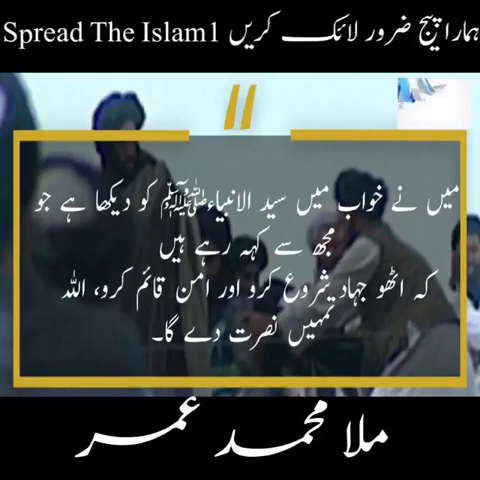 ہمارا پیج ضرور لائک کریں Spread The Islam1
"
میں نے خواب میں سید الانبیاءﷺ کو دیکھا ہے جو
مجھ سے کہہ رہے ہیں
کہ اٹھو جہاد شروع کرو اور امن قائم کرو، اللہ
تمہیں نصرت دے گا۔
ملا محمد عمر